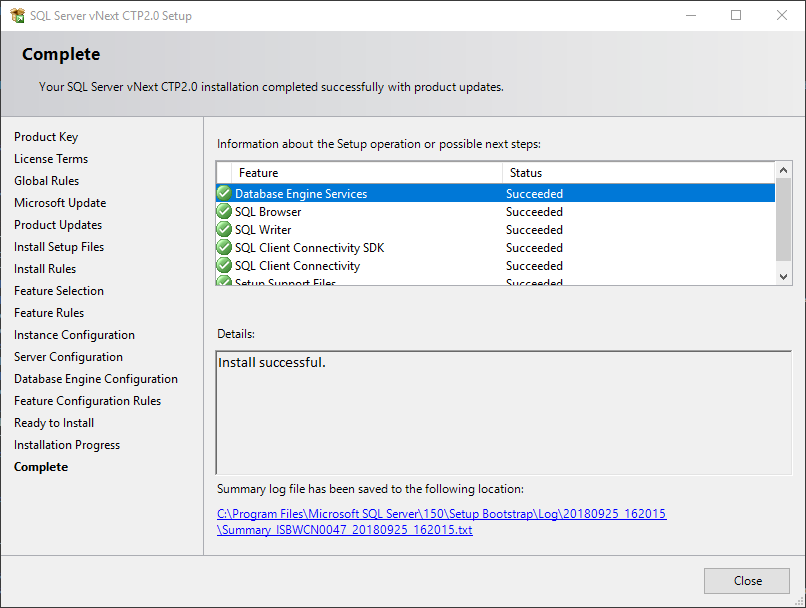 SQL Server vNext CTP2.0 Setup
Complete
Your SQL Server vNext CTP2.0 installation completed successfully with product updates.
Product Key
License Terms
Global Rules
Microsoft Update
Product Updates
Install Setup Files
Install Rules
Feature Selection
Feature Rules
Instance Configuration
Server Configuration
Database Engine Configuration
Feature Configuration Rules
Ready to Install
Installation Progress
Complete
Information about the Setup operation or possible next steps:
Feature Status
Database Engine Services Succeeded
SQL Browser Succeeded
SQL Writer Succeeded
SQL Client Connectivity SDK Succeeded
SQL Client Connectivity Succeeded
Setup Support Files Succeeded
Details:
Install successful.
Summary log file has been saved to the following location:
C:\Program Files\Microsoft SQL Server\150\Setup Bootstrap\Log\20180925_162015
\Summary_ISBWCN0047_20180925_162015.txt
Close